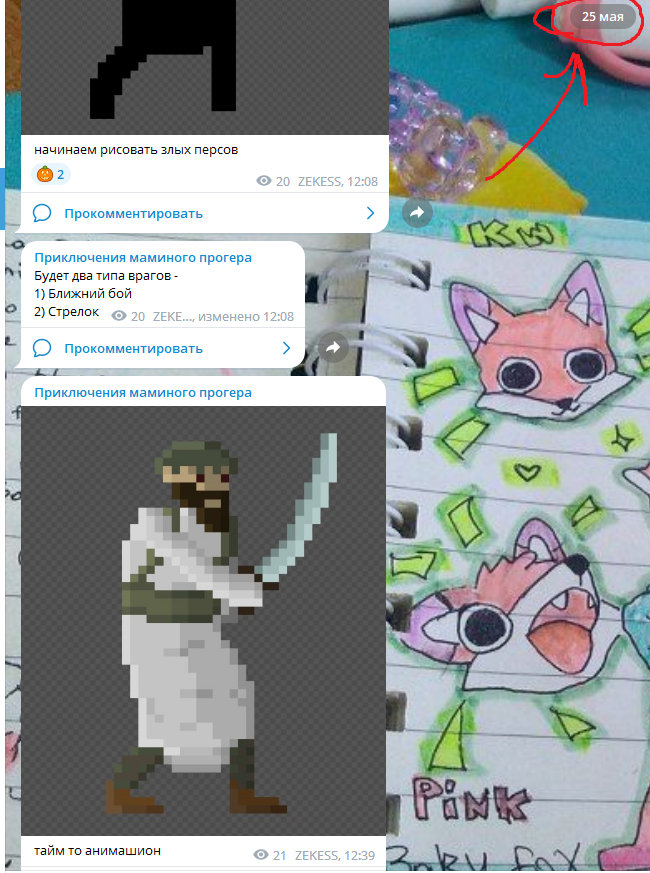 25 мая
начинаем рисовать злых персов
2
20 ZEKESS, 12:08
Прокомментировать
Приключения маминого прогера
Будет два типа врагов -
1) Ближний бой
2) Стрелок
20 ZEKE..., изменено 12:08
Прокомментировать
Приключения маминого прогера
тайм то анимашион
21 ZEKESS, 12:39
KW
PiNK
Baby fox